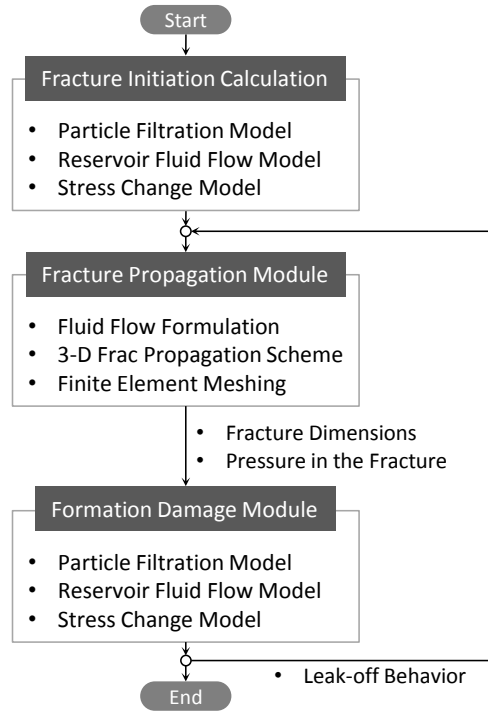 Start
Fracture Initiation Calculation
• Particle Filtration Model
• Reservoir Fluid Flow Model
• Stress Change Model
Fracture Propagation Module
• Fluid Flow Formulation
• 3-D Frac Propagation Scheme
• Finite Element Meshing
• Fracture Dimensions
• Pressure in the Fracture
Formation Damage Module
• Particle Filtration Model
• Reservoir Fluid Flow Model
• Stress Change Model
• Leak-off Behavior
End